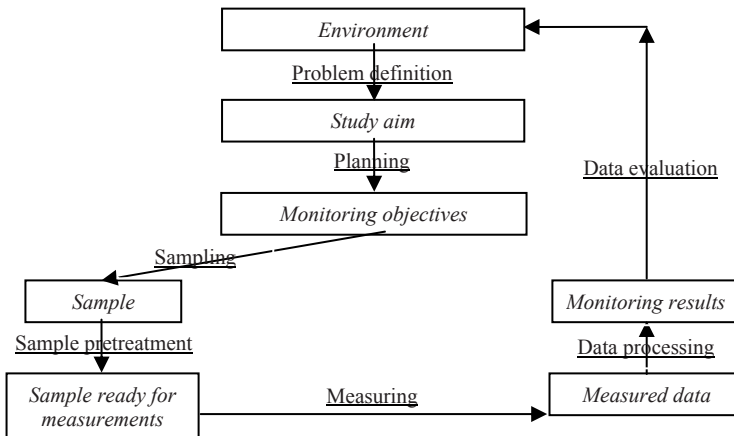 Environment
Problem definition
Study aim
Planning
Data evaluation
Monitoring objectives
Sampling
Sample
Monitoring results
Sample pretreatment
Data processing
Sample ready for
measurements
Measuring
Measured data